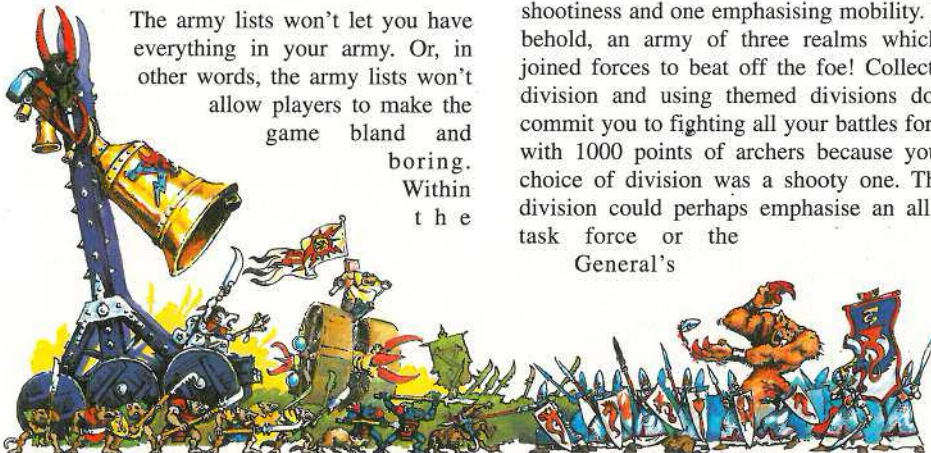 The army lists won't let you have
everything in your army. Or, in
other words, the army lists won't
allow players to make the
game bland and
boring.
Within
the
shootiness and one emphasising mobility.
behold, an army of three realms which
joined forces to beat off the foe! Collect
division and using themed divisions do
commit you to fighting all your battles for
with 1000 points of archers because you
choice of division was a shooty one. Th
division could perhaps emphasise an all
task force or the
General's